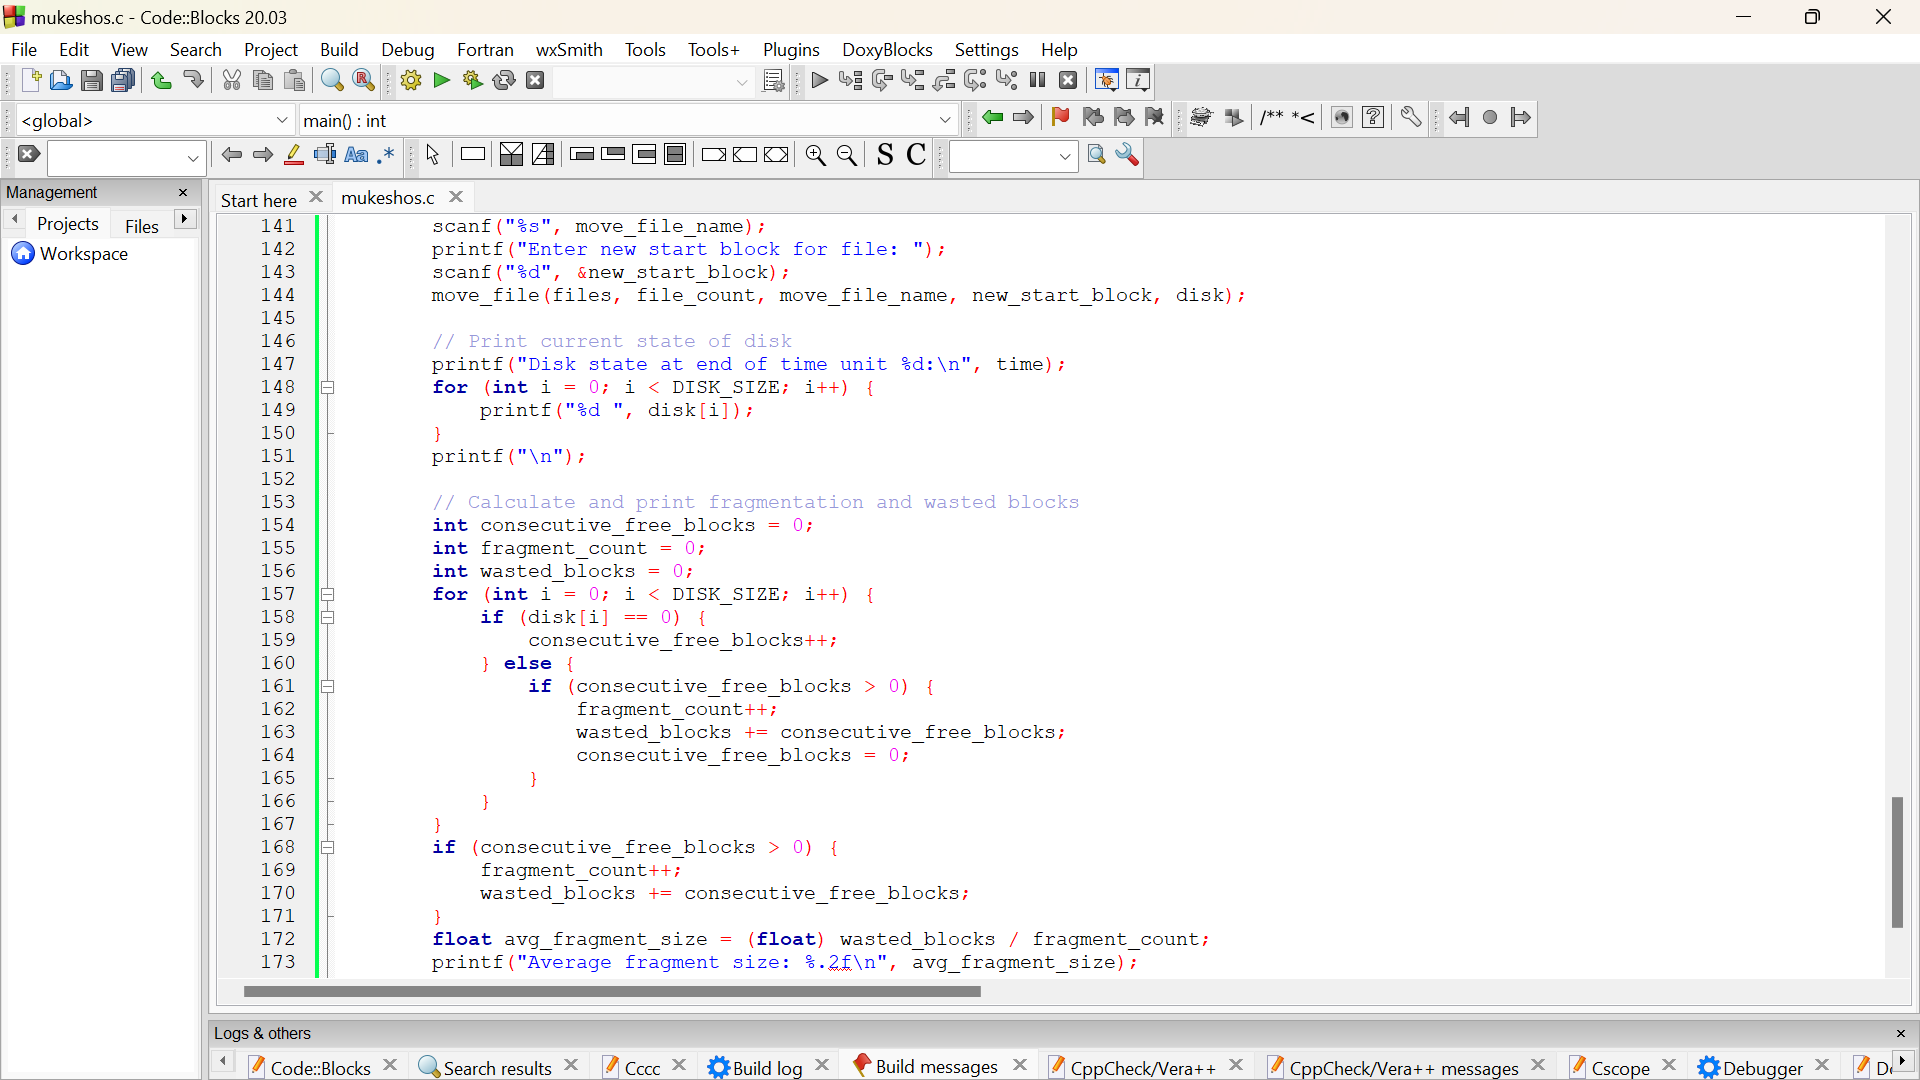 mukeshos.c - Code::Blocks 20.03
File Edit View Search Project Build Debug Fortran wxSmith Tools Tools+ Plugins DoxyBlocks Settings Help
<global> main() : int /** *<
Aa .* S C
Management
Start here mukeshos.c
Projects Files
Workspace
141 scanf("%s", move_file_name);
142 printf("Enter new start block for file: ");
143 scanf("%d", &new_start_block);
144 move_file(files, file_count, move_file_name, new_start_block, disk);
145
146 // Print current state of disk
147 printf("Disk state at end of time unit %d:\n", time);
148 for (int i = 0; i < DISK_SIZE; i++) {
149 printf("%d ", disk[i]);
150 }
151 printf("\n");
152
153 // Calculate and print fragmentation and wasted blocks
154 int consecutive_free_blocks = 0;
155 int fragment_count = 0;
156 int wasted_blocks = 0;
157 for (int i = 0; i < DISK_SIZE; i++) {
158 if (disk[i] == 0) {
159 consecutive_free_blocks++;
160 } else {
161 if (consecutive_free_blocks > 0) {
162 fragment_count++;
163 wasted_blocks += consecutive_free_blocks;
164 consecutive_free_blocks = 0;
165 }
166 }
167 }
168 if (consecutive_free_blocks > 0) {
169 fragment_count++;
170 wasted_blocks += consecutive_free_blocks;
171 }
172 float avg_fragment_size = (float) wasted_blocks / fragment_count;
173 printf("Average fragment size: %.2f\n", avg_fragment_size);
Logs & others
Code::Blocks Search results Cccc Build log Build messages CppCheck/Vera++ CppCheck/Vera++ messages Cscope Debugger